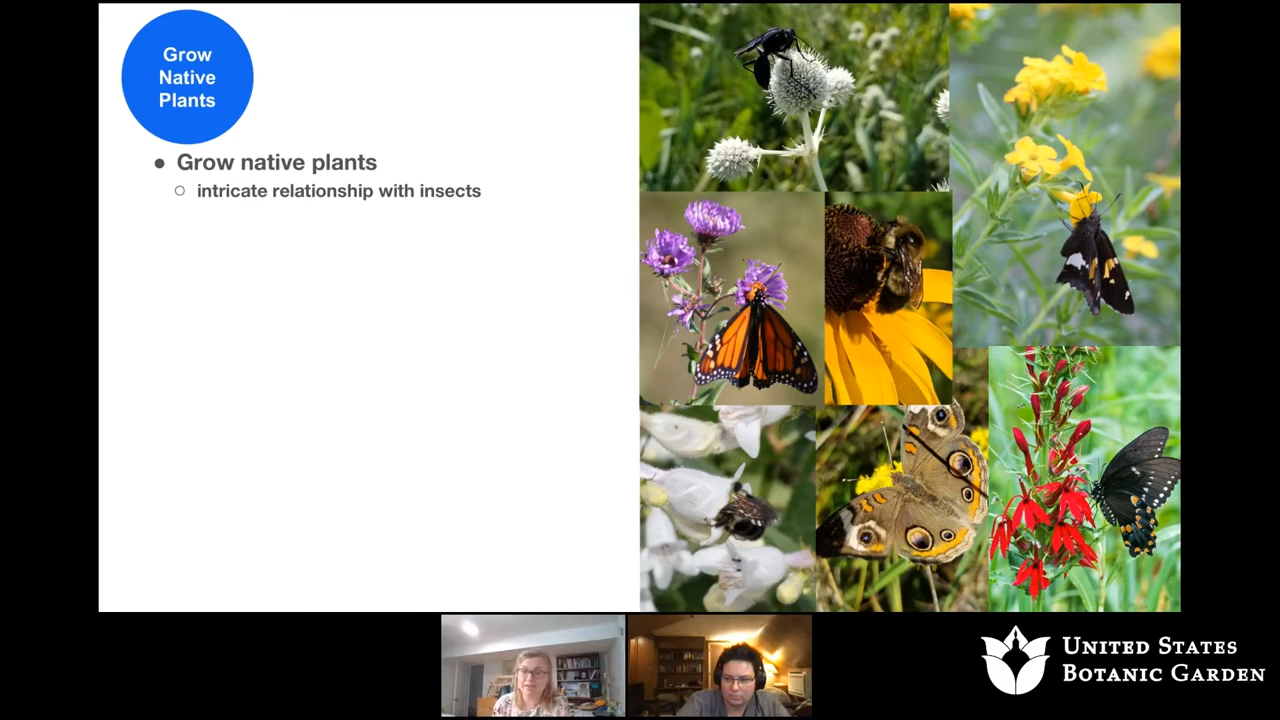 Grow
Native
Plants
● Grow native plants
○ intricate relationship with insects
UNITED STATES
BOTANIC GARDEN